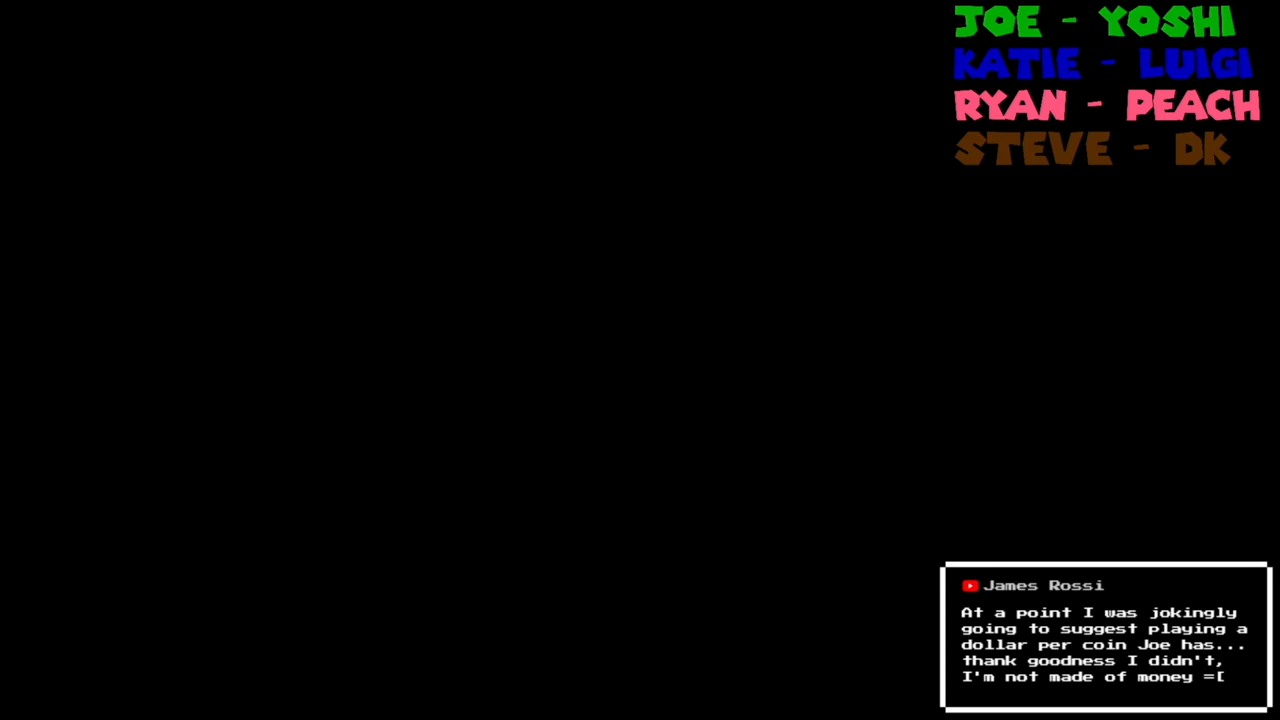 JOE - YOSHI
KATIE - LUIGI
RYAN - PEACH
STEVE - DK
James Rossi
At a point I was jokingly
going to suggest playing a
dollar per coin Joe has...
thank goodness I didn't,
I'm not made of money =[